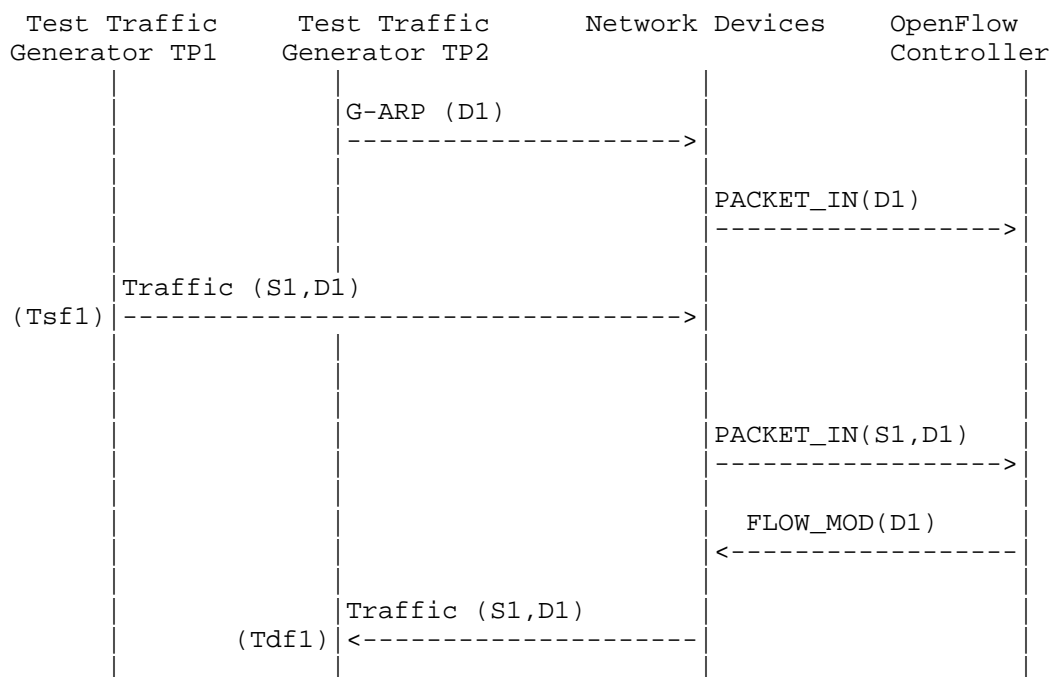 Test Traffic Test Traffic Network Devices OpenFlow
Generator TP1 Generator TP2 Controller
G-ARP (D1)
PACKET_IN(D1)
Traffic (S1,D1)
(Tsf1)
PACKET_IN(S1,D1)
FLOW_MOD(D1)
Traffic (S1,D1)
(Tdf1)